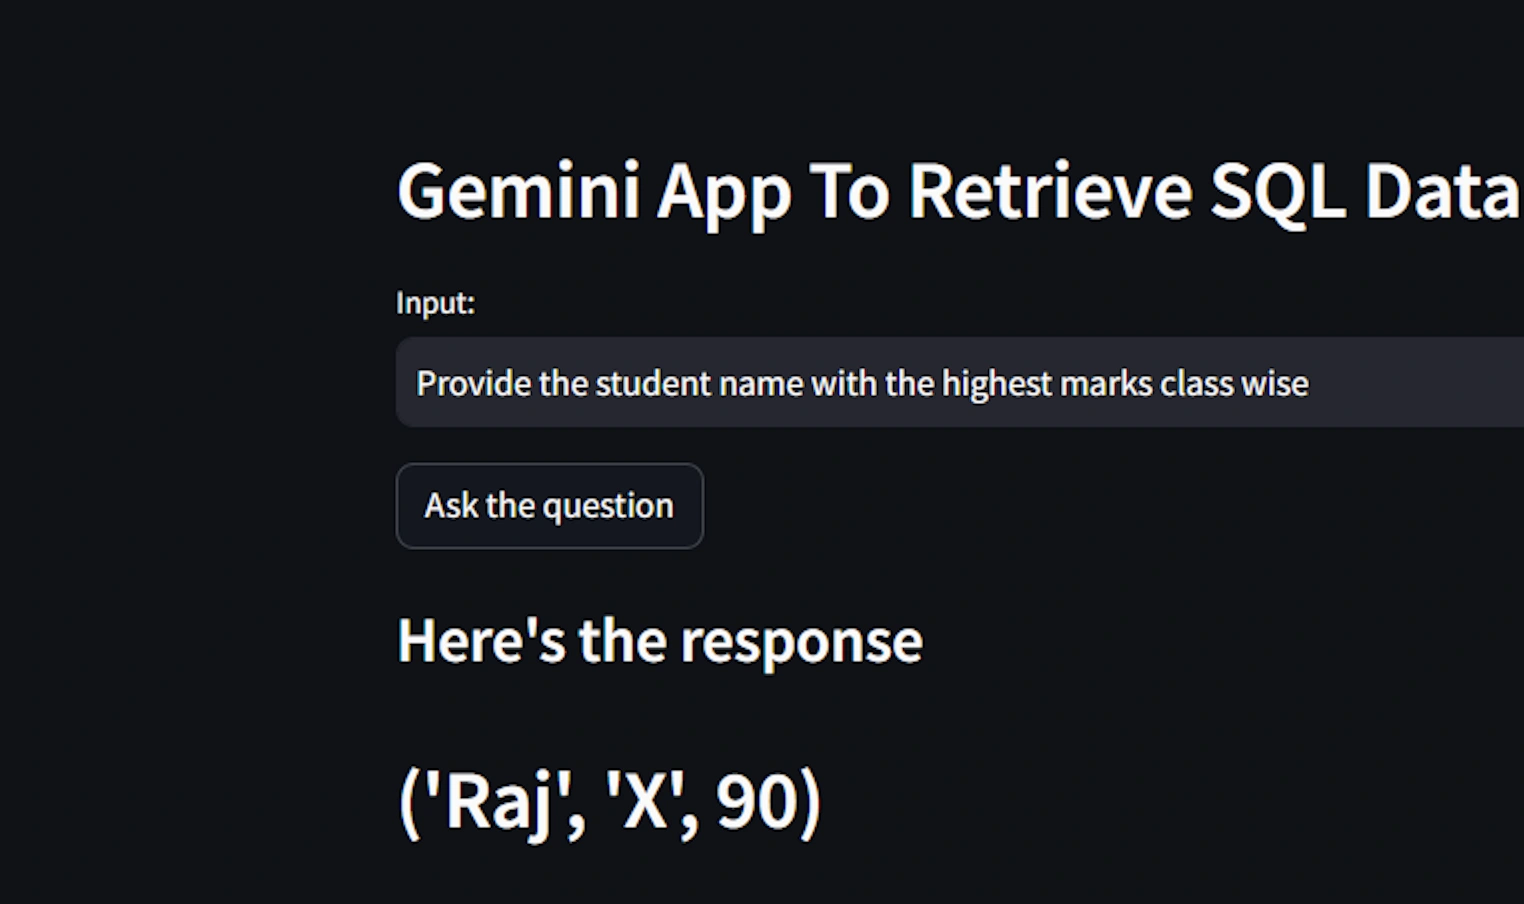 Gemini App To Retrieve SQL Data
Input:
Provide the student name with the highest marks class wise
Ask the question
Here's the response
('Raj', 'X', 90)